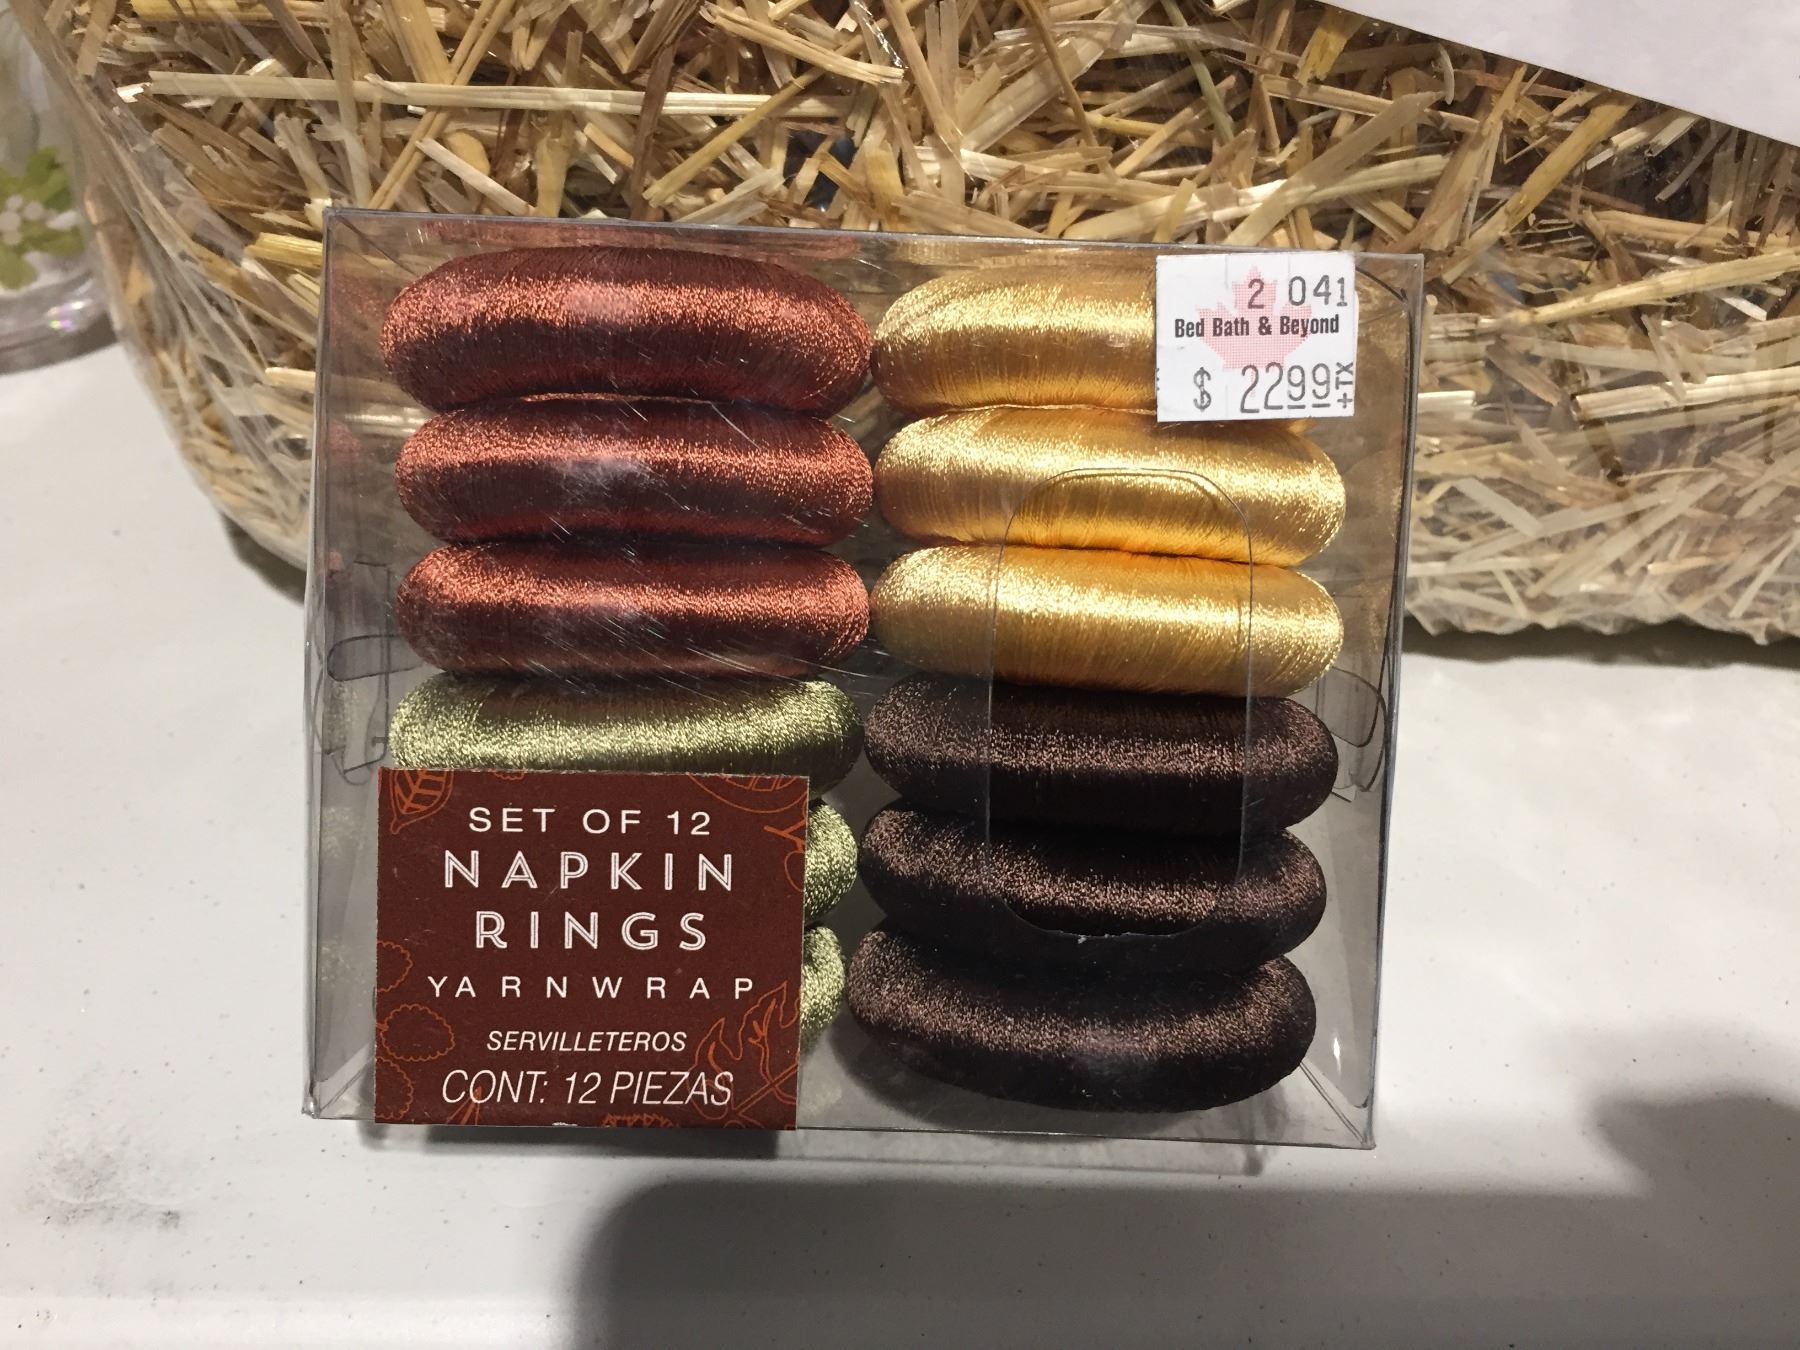 2 041
Bed Bath & Beyond
$ 2299 +TX
SET OF 12
NAPKIN
RINGS
YARNWRAP
SERVILLETEROS
CONT: 12 PIEZAS